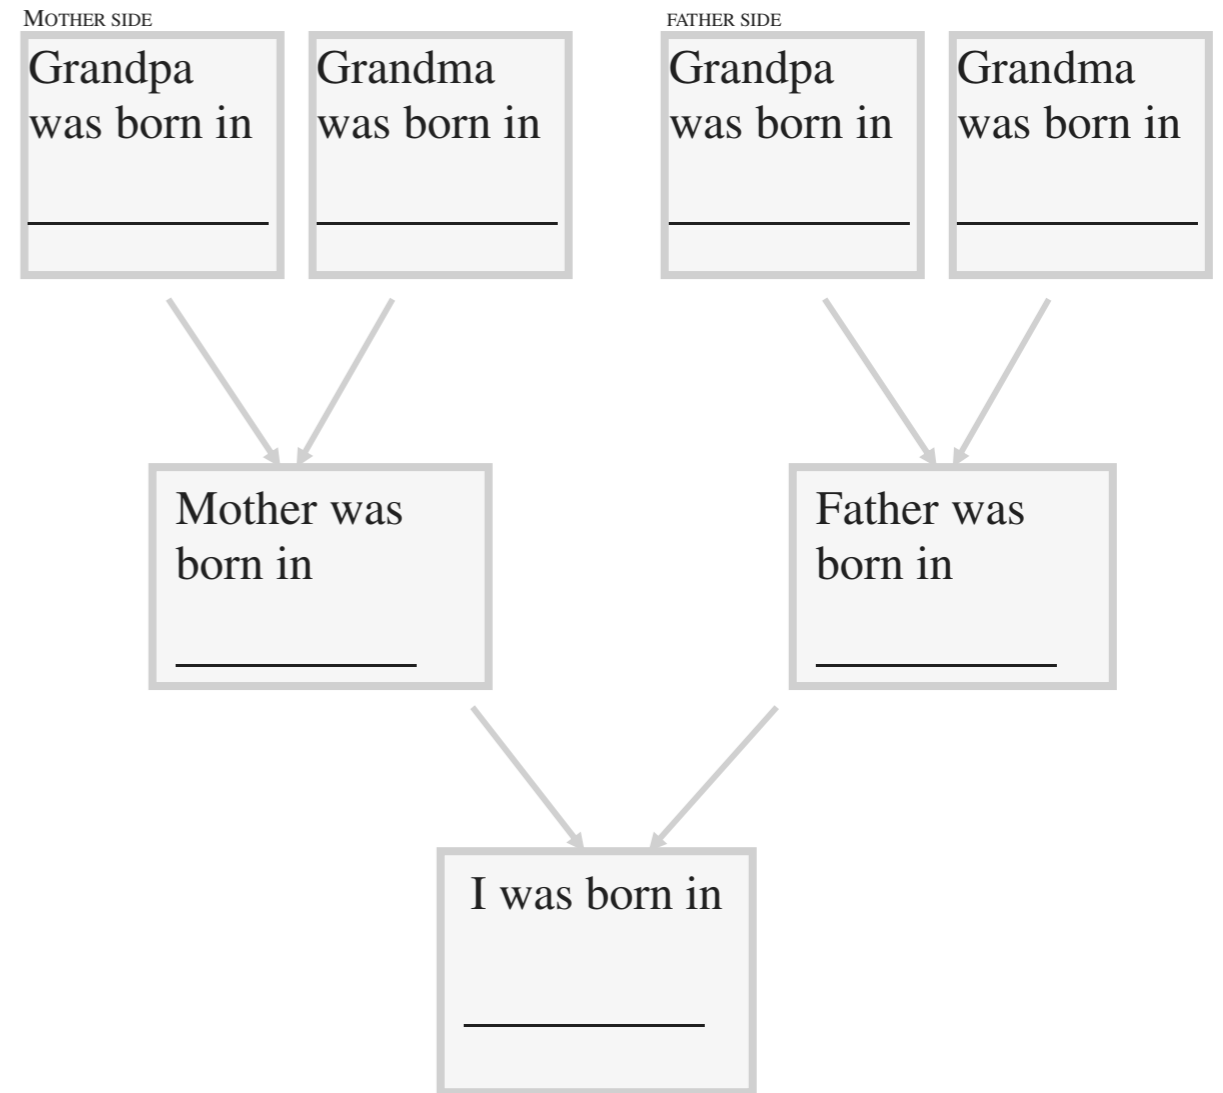 MOTHER SIDE
Grandpa
was born in
Grandma
was born in
FATHER SIDE
Grandpa
was born in
Grandma
was born in
Mother was
born in
Father was
born in
I was born in